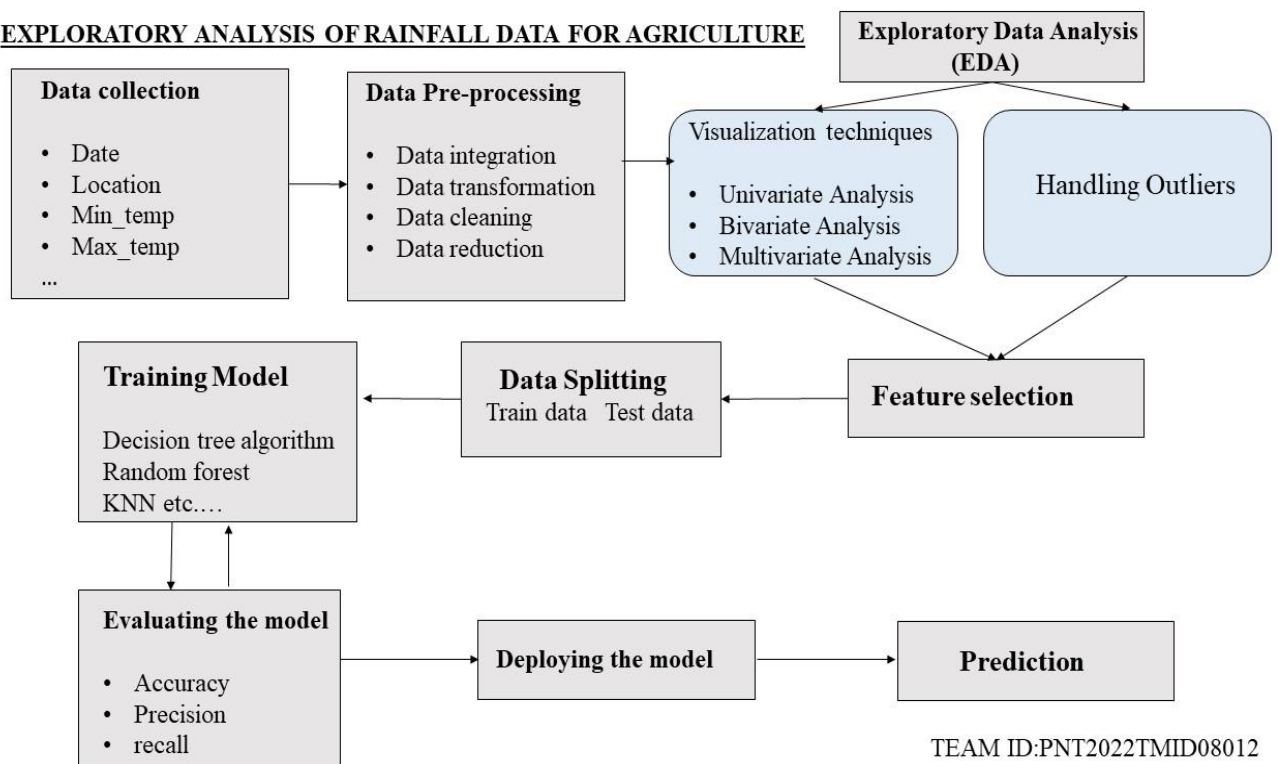 EXPLORATORY ANALYSIS OF RAINFALL DATA FOR AGRICULTURE
Exploratory Data Analysis
(EDA)
Data collection
• Date
• Location
• Min_temp
• Max_temp
...
Data Pre-processing
• Data integration
• Data transformation
• Data cleaning
• Data reduction
Visualization techniques
• Univariate Analysis
• Bivariate Analysis
• Multivariate Analysis
Handling Outliers
Feature selection
Data Splitting
Train data Test data
Training Model
Decision tree algorithm
Random forest
KNN etc.…
Evaluating the model
• Accuracy
• Precision
• recall
Deploying the model
Prediction
TEAM ID:PNT2022TMID08012